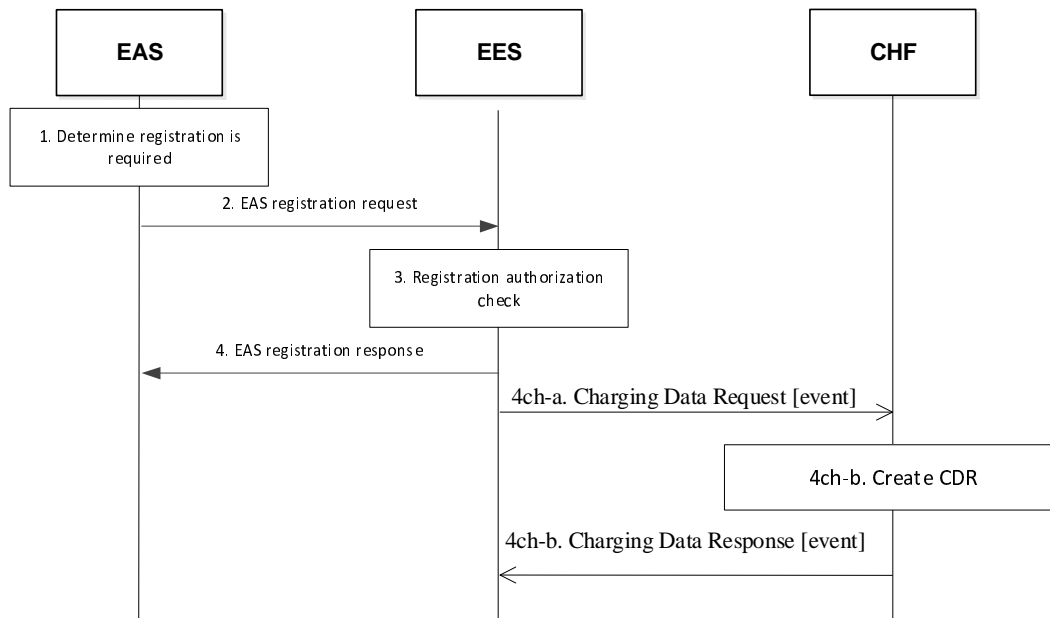 EAS
EES
CHF
1. Determine registration is
required
2. EAS registration request
3. Registration authorization
check
4. EAS registration response
4ch-a. Charging Data Request [event]
4ch-b. Create CDR
4ch-b. Charging Data Response [event]